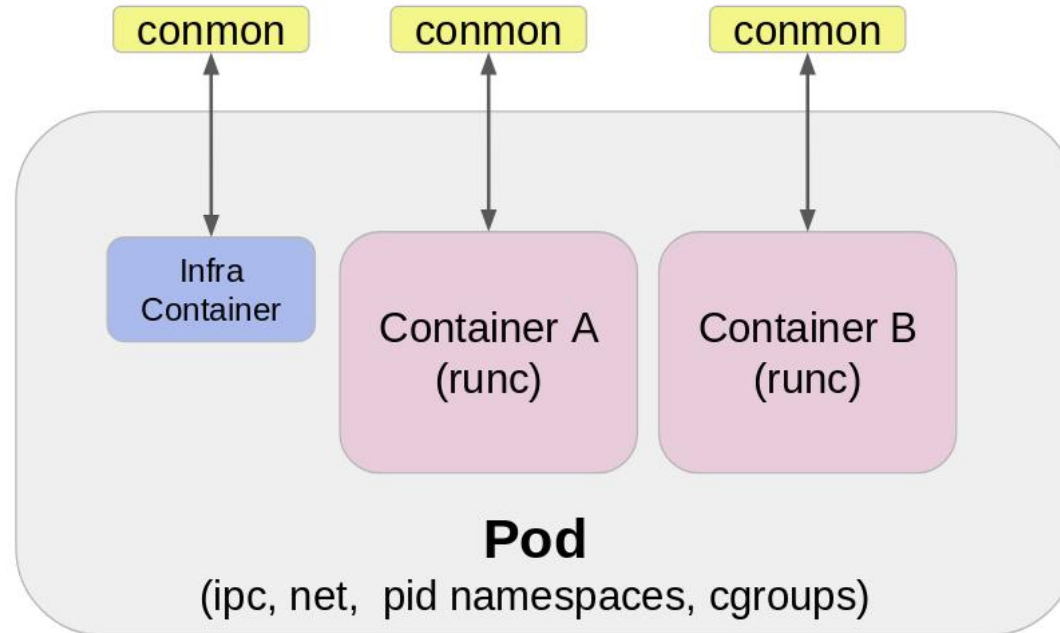 conmon
conmon
conmon
Infra
Container
Container A
(runc)
Container B
(runc)
Pod
(ipc, net, pid namespaces, cgroups)